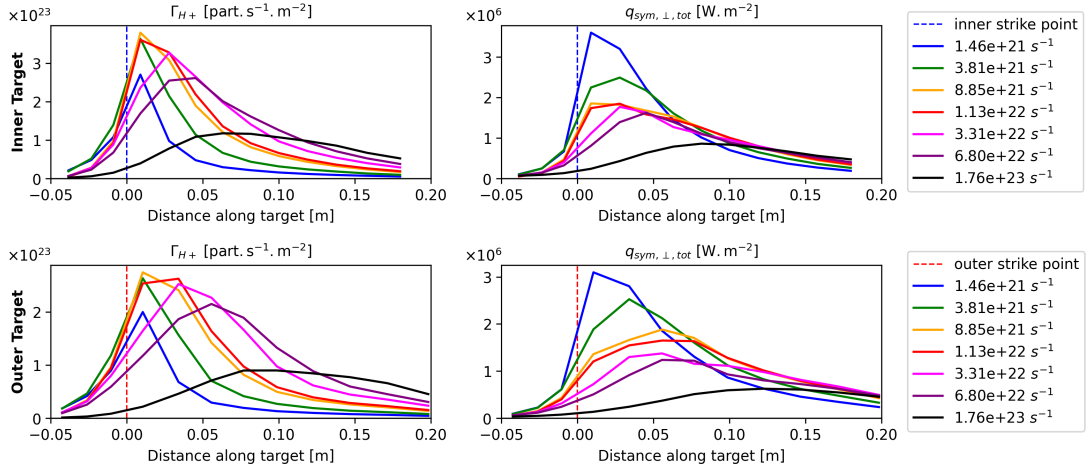 ×10²³ Γ_{H+} [part. s⁻¹. m⁻²]
Inner Target
3
2
1
0
−0.05 0.00 0.05 0.10 0.15 0.20
Distance along target [m]
×10⁶ q_{sym, ⊥, tot} [W. m⁻²]
3
2
1
0
−0.05 0.00 0.05 0.10 0.15 0.20
Distance along target [m]
inner strike point
1.46e+21 s⁻¹
3.81e+21 s⁻¹
8.85e+21 s⁻¹
1.13e+22 s⁻¹
3.31e+22 s⁻¹
6.80e+22 s⁻¹
1.76e+23 s⁻¹
×10²³ Γ_{H+} [part. s⁻¹. m⁻²]
Outer Target
2
1
0
−0.05 0.00 0.05 0.10 0.15 0.20
Distance along target [m]
×10⁶ q_{sym, ⊥, tot} [W. m⁻²]
3
2
1
0
−0.05 0.00 0.05 0.10 0.15 0.20
Distance along target [m]
outer strike point
1.46e+21 s⁻¹
3.81e+21 s⁻¹
8.85e+21 s⁻¹
1.13e+22 s⁻¹
3.31e+22 s⁻¹
6.80e+22 s⁻¹
1.76e+23 s⁻¹